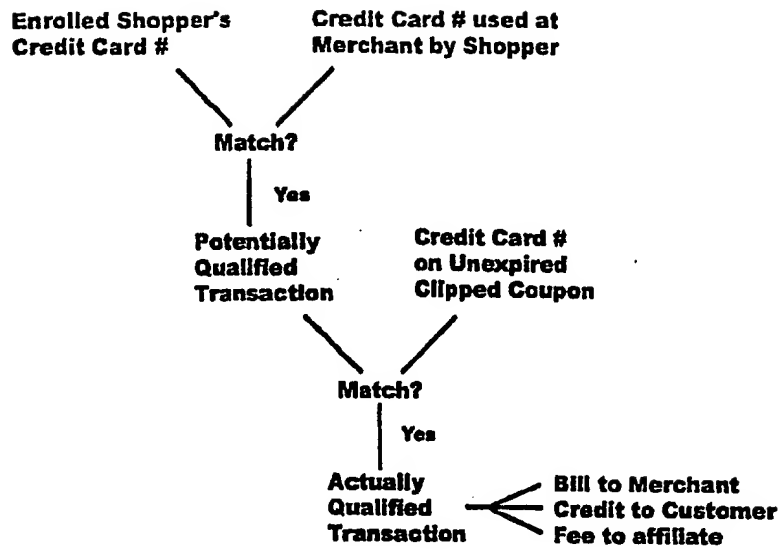 Enrolled Shopper's
Credit Card #
Credit Card # used at
Merchant by Shopper
Match?
Yes
Potentially
Qualified
Transaction
Credit Card #
on Unexpired
Clipped Coupon
Match?
Yes
Actually
Qualified
Transaction
Bill to Merchant
Credit to Customer
Fee to affiliate